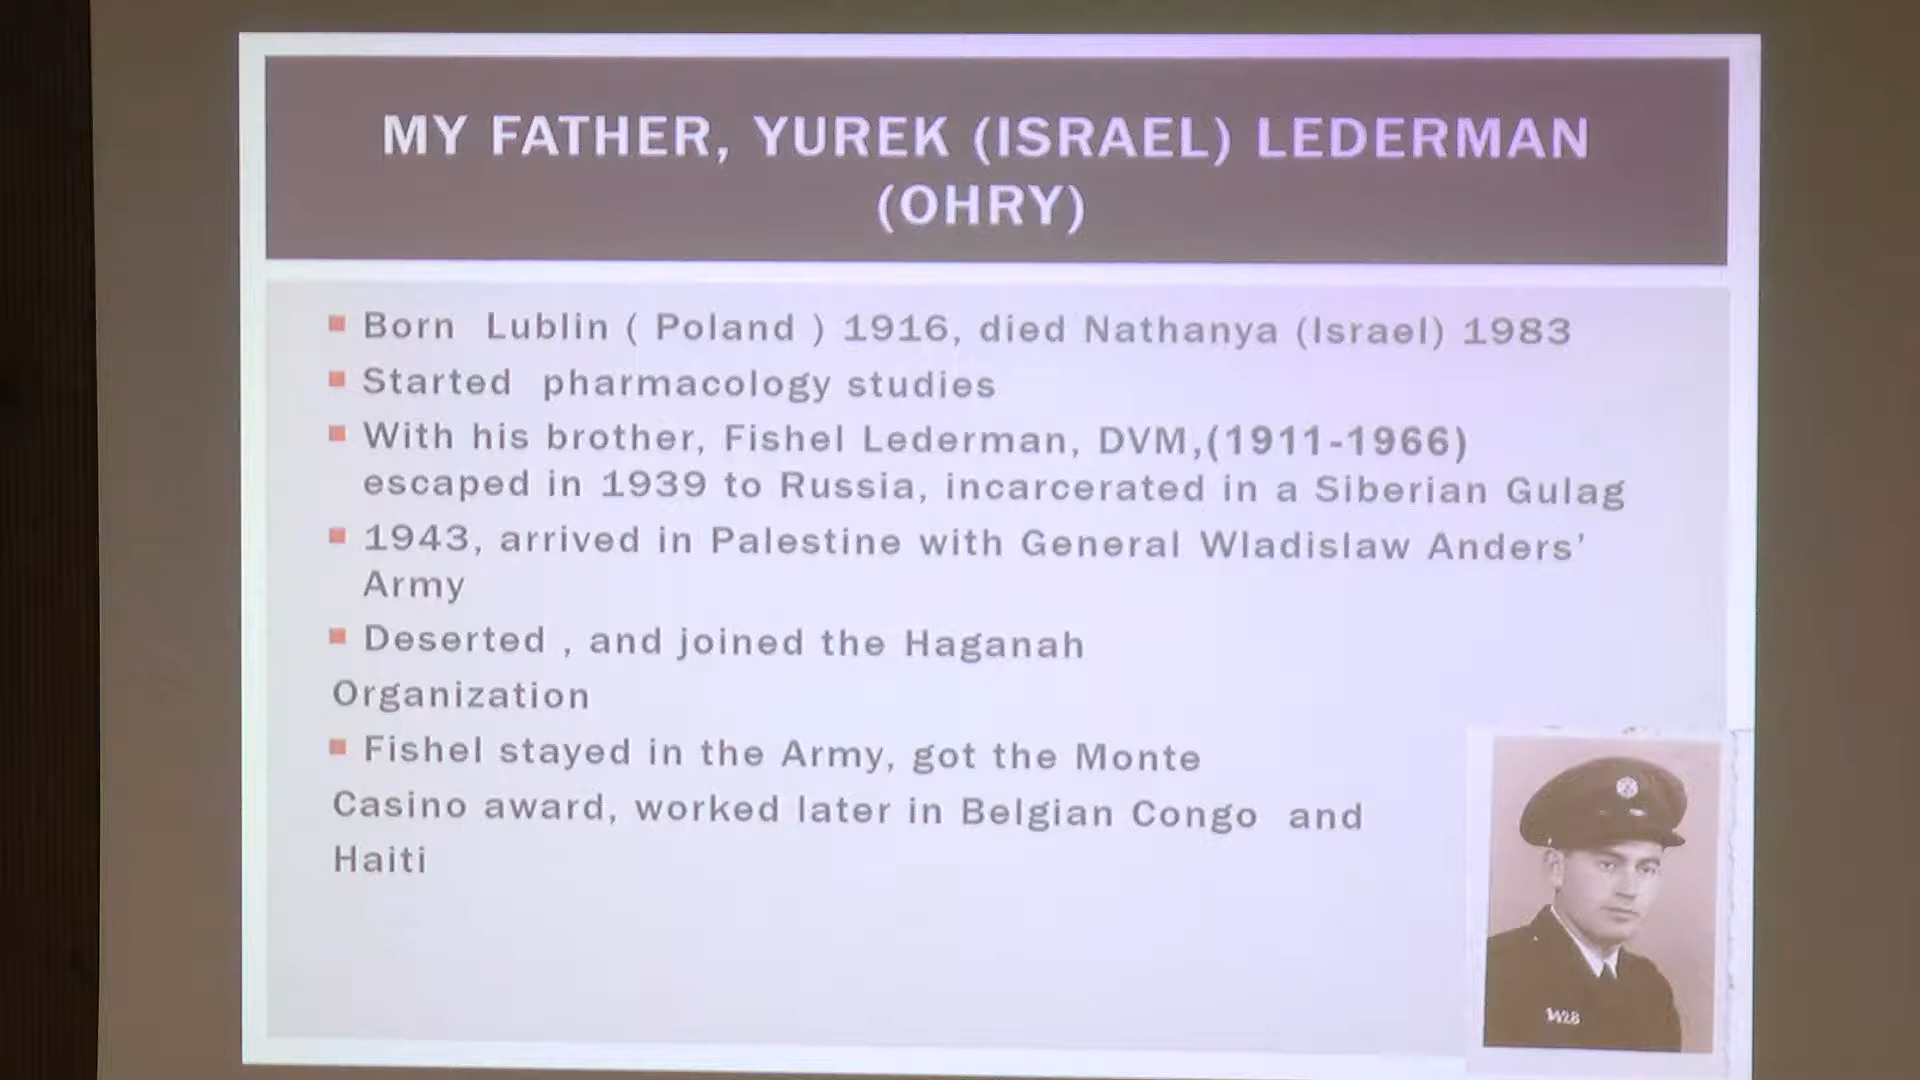 MY FATHER, YUREK (ISRAEL) LEDERMAN
(OHRY)
Born Lublin ( Poland ) 1916, died Nathanya (Israel) 1983
Started pharmacology studies
With his brother, Fishel Lederman, DVM,(1911-1966)
escaped in 1939 to Russia, incarcerated in a Siberian Gulag
1943, arrived in Palestine with General Wladislaw Anders'
Army
Deserted , and joined the Haganah
Organization
Fishel stayed in the Army, got the Monte
Casino award, worked later in Belgian Congo and
Haiti